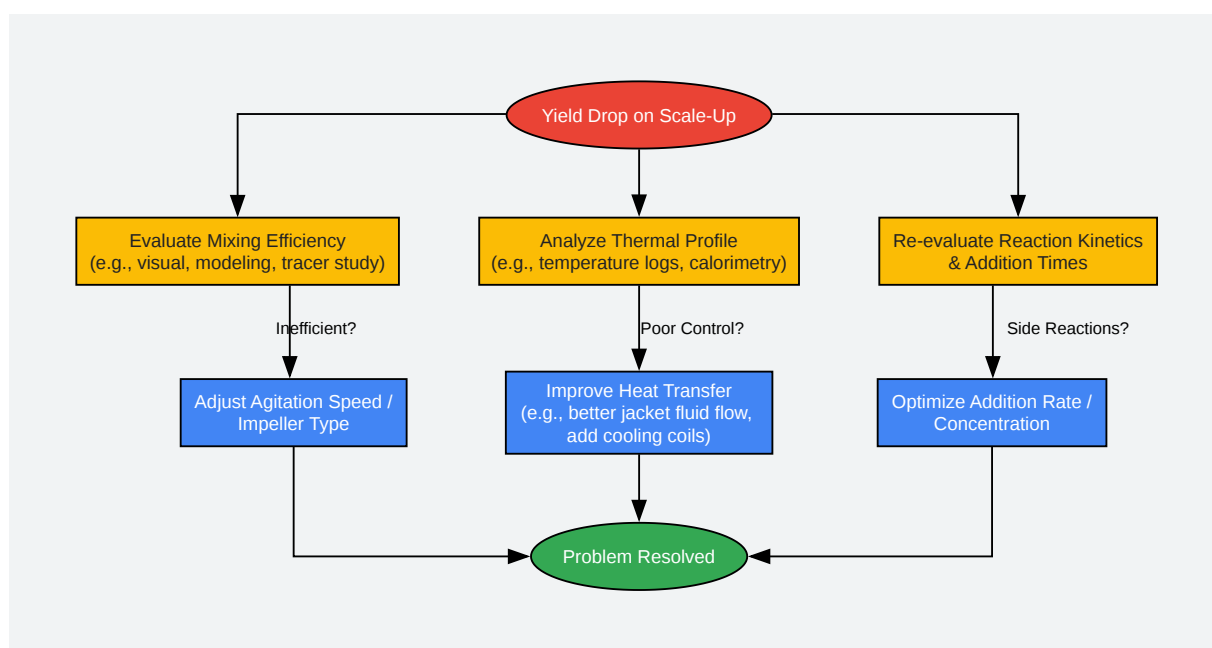 Yield Drop on Scale-Up
Evaluate Mixing Efficiency
(e.g., visual, modeling, tracer study)
Analyze Thermal Profile
(e.g., temperature logs, calorimetry)
Re-evaluate Reaction Kinetics
& Addition Times
Inefficient?
Poor Control?
Side Reactions?
Adjust Agitation Speed /
Impeller Type
Improve Heat Transfer
(e.g., better jacket fluid flow,
add cooling coils)
Optimize Addition Rate /
Concentration
Problem Resolved